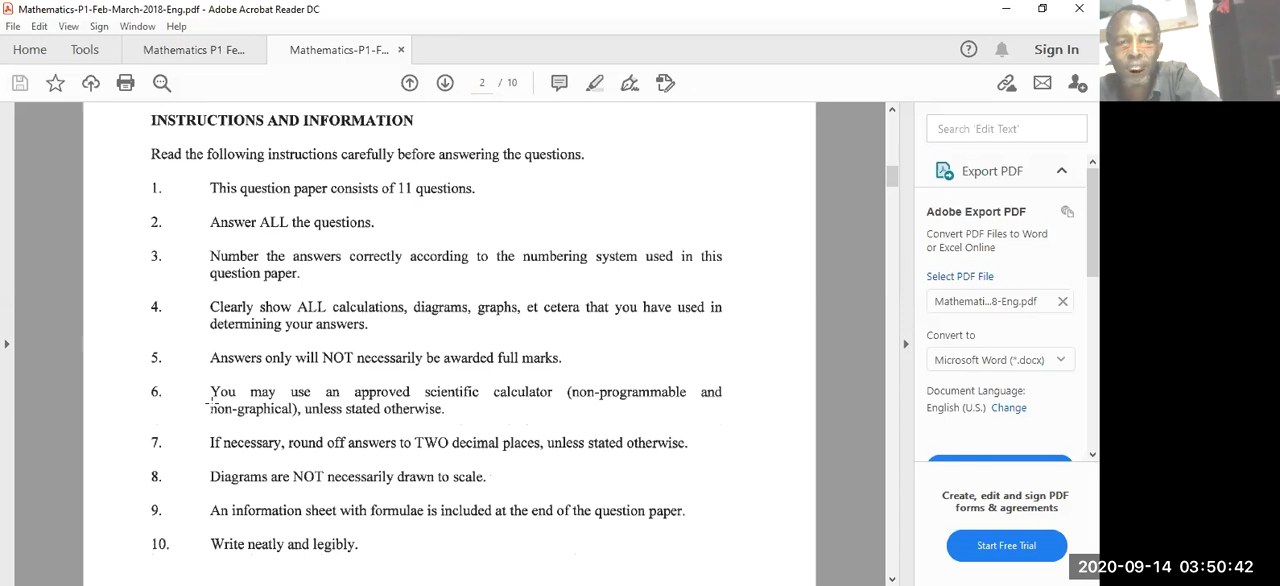 Mathematics-P1-Feb-March-2018-Eng.pdf - Adobe Acrobat Reader DC
File Edit View Sign Window Help
Home Tools Mathematics P1 Fe... Mathematics-P1-F... ×
Sign In
2 / 10
INSTRUCTIONS AND INFORMATION
Read the following instructions carefully before answering the questions.
1. This question paper consists of 11 questions.
2. Answer ALL the questions.
3. Number the answers correctly according to the numbering system used in this
question paper.
4. Clearly show ALL calculations, diagrams, graphs, et cetera that you have used in
determining your answers.
5. Answers only will NOT necessarily be awarded full marks.
6. You may use an approved scientific calculator (non-programmable and
non-graphical), unless stated otherwise.
7. If necessary, round off answers to TWO decimal places, unless stated otherwise.
8. Diagrams are NOT necessarily drawn to scale.
9. An information sheet with formulae is included at the end of the question paper.
10. Write neatly and legibly.
Search 'Edit Text'
Export PDF
Adobe Export PDF
Convert PDF Files to Word
or Excel Online
Select PDF File
Mathemati...8-Eng.pdf
Convert to
Microsoft Word (*.docx)
Document Language:
English (U.S.) Change
Create, edit and sign PDF
forms & agreements
Start Free Trial
2020-09-14 03:50:42